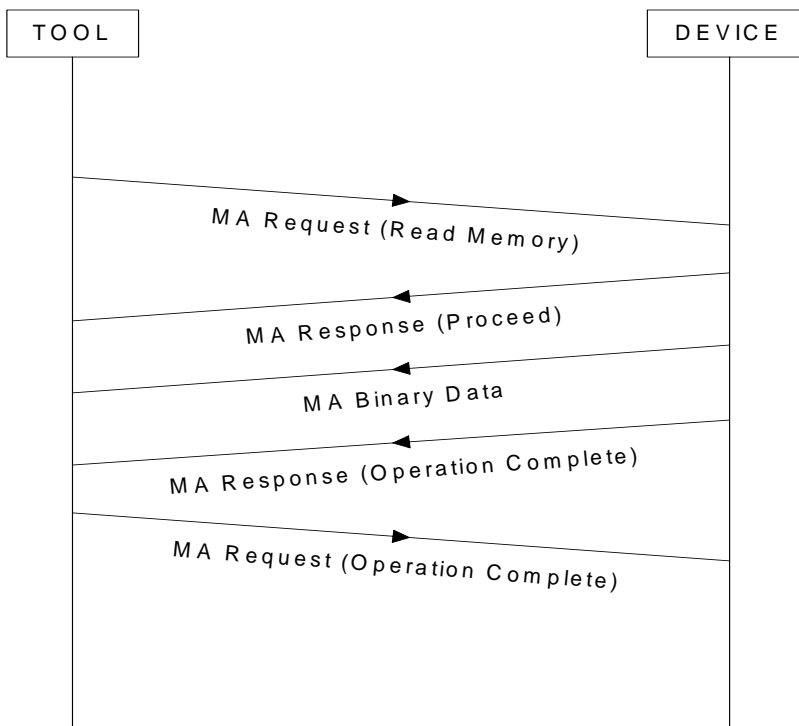 TOOL
DEVICE
MA Request (Read Memory)
MA Response (Proceed)
MA Binary Data
MA Response (Operation Complete)
MA Request (Operation Complete)